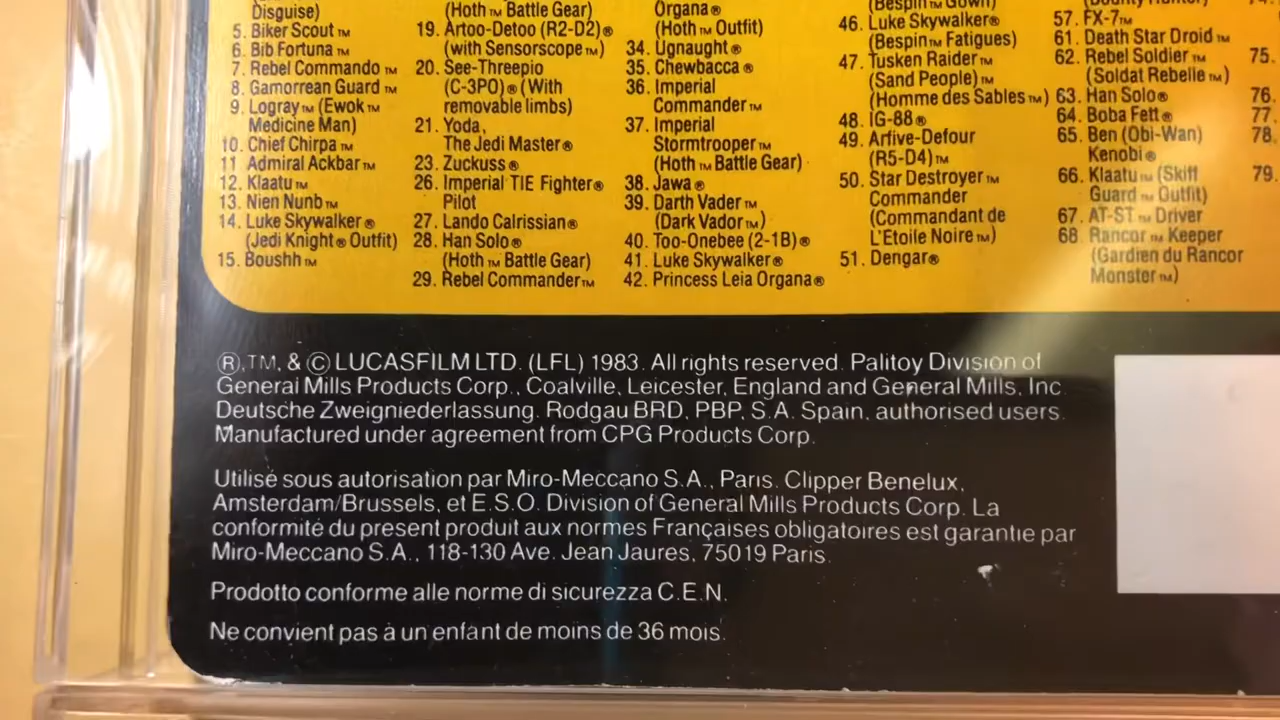 Disguise)
5. Biker Scout™
6. Bib Fortuna™
7. Rebel Commando™
8. Gamorrean Guard™
9. Logray™ (Ewok™
Medicine Man)
10. Chief Chirpa™
11 Admiral Ackbar™
12. Klaatu™
13. Nien Nunb™
14. Luke Skywalker®
(Jedi Knight® Outfit)
15. Boushh™
(Hoth™ Battle Gear)
19. Artoo-Detoo (R2-D2)®
(with Sensorscope™)
20. See-Threepio
(C-3PO)® (With
removable limbs)
21. Yoda,
The Jedi Master®
23. Zuckuss®
26. Imperial TIE Fighter®
Pilot
27. Lando Calrissian®
28. Han Solo®
(Hoth™ Battle Gear)
29. Rebel Commander™
Organa®
(Hoth™ Outfit)
34. Ugnaught®
35. Chewbacca®
36. Imperial
Commander™
37. Imperial
Stormtrooper™
(Hoth™ Battle Gear)
38. Jawa®
39. Darth Vader™
(Dark Vador™)
40. Too-Onebee (2-1B)®
41. Luke Skywalker®
42. Princess Leia Organa®
(Bespin™ Gown)
46. Luke Skywalker®
(Bespin™ Fatigues)
47. Tusken Raider™
(Sand People)™
(Homme des Sables™)
48. IG-88®
49. Arfive-Defour
(R5-D4)™
50. Star Destroyer™
Commander
(Commandant de
L'Etoile Noire™)
51. Dengar®
(Bounty Hunter)
57. FX-7™
61. Death Star Droid™
62. Rebel Soldier™
(Soldat Rebelle™)
63. Han Solo®
64. Boba Fett®
65. Ben (Obi-Wan)
Kenobi®
66. Klaatu™ (Skiff
Guard™ Outfit)
67. AT-ST™ Driver
68. Rancor™ Keeper
(Gardien du Rancor
Monster™)
75.
76.
77.
78.
79.
®,TM, & © LUCASFILM LTD. (LFL) 1983. All rights reserved. Palitoy Division of
General Mills Products Corp., Coalville, Leicester, England and General Mills, Inc.
Deutsche Zweigniederlassung. Rodgau BRD, PBP, S.A. Spain, authorised users.
Manufactured under agreement from CPG Products Corp.
Utilisé sous autorisation par Miro-Meccano S.A., Paris. Clipper Benelux,
Amsterdam/Brussels, et E.S.O. Division of General Mills Products Corp. La
conformité du present produit aux normes Françaises obligatoires est garantie par
Miro-Meccano S.A., 118-130 Ave. Jean Jaures, 75019 Paris.
Prodotto conforme alle norme di sicurezza C.E.N.
Ne convient pas à un enfant de moins de 36 mois.